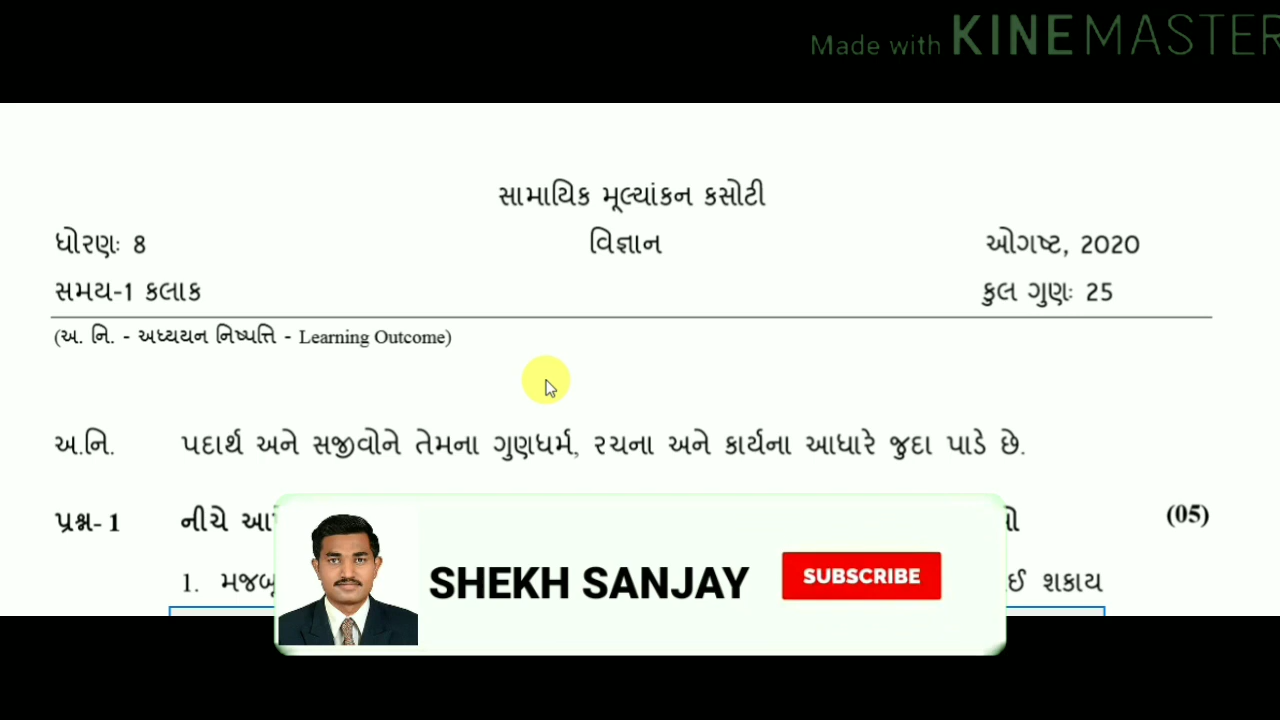 Made with KINEMASTER
સામાયિક મૂલ્યાંકન કસોટી
ધોરણઃ 8 વિજ્ઞાન ઓગષ્ટ, 2020
સમય-1 કલાક કુલ ગુણઃ 25
(અ. નિ. - અધ્યયન નિષ્પત્તિ - Learning Outcome)
અ.નિ. પદાર્થ અને સજીવોને તેમના ગુણધર્મ, રચના અને કાર્યના આધારે જુદા પાડે છે.
પ્રશ્ન- 1 નીચે (05)
1. શકાય
SHEKH SANJAY SUBSCRIBE